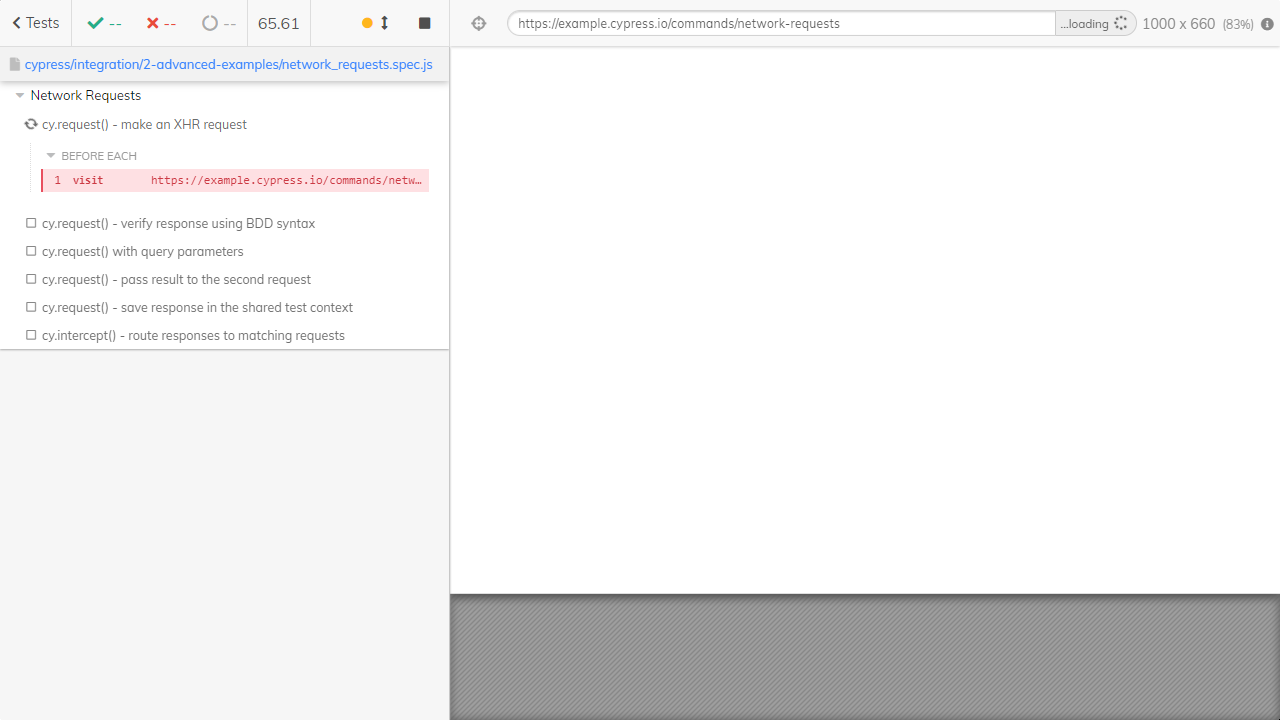 Tests
--
--
--
65.61
https://example.cypress.io/commands/network-requests
...loading
1000 x 660 (83%)
cypress/integration/2-advanced-examples/network_requests.spec.js
Network Requests
cy.request() - make an XHR request
BEFORE EACH
1 visit https://example.cypress.io/commands/netw…
cy.request() - verify response using BDD syntax
cy.request() with query parameters
cy.request() - pass result to the second request
cy.request() - save response in the shared test context
cy.intercept() - route responses to matching requests